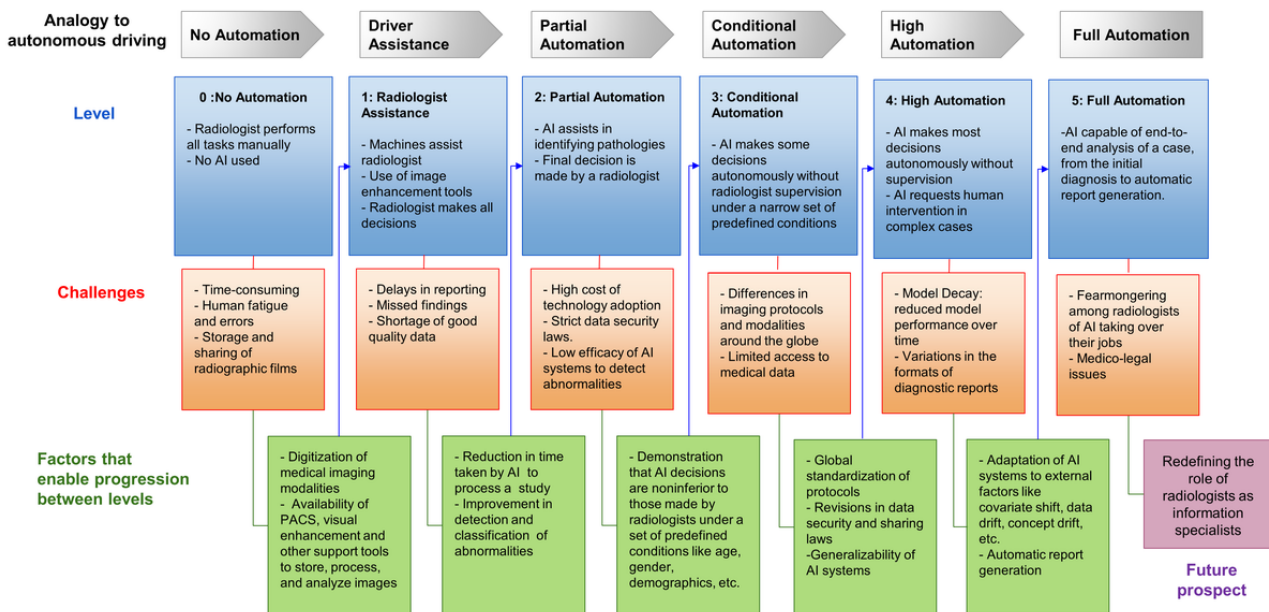 Analogy to
autonomous driving
No Automation
Driver
Assistance
Partial
Automation
Conditional
Automation
High
Automation
Full Automation
Level
0 :No Automation
- Radiologist performs
all tasks manually
- No AI used
1: Radiologist
Assistance
- Machines assist
radiologist
- Use of image
enhancement tools
- Radiologist makes all
decisions
2: Partial Automation
- AI assists in
identifying pathologies
- Final decision is
made by a radiologist
3: Conditional
Automation
- AI makes some
decisions
autonomously without
radiologist supervision
under a narrow set of
predefined conditions
4: High Automation
- AI makes most
decisions
autonomously without
supervision
- AI requests human
intervention in
complex cases
5: Full Automation
-AI capable of end-to-
end analysis of a case,
from the initial
diagnosis to automatic
report generation.
Challenges
- Time-consuming
- Human fatigue
and errors
- Storage and
sharing of
radiographic films
- Delays in reporting
- Missed findings
- Shortage of good
quality data
- High cost of
technology adoption
- Strict data security
laws.
- Low efficacy of AI
systems to detect
abnormalities
- Differences in
imaging protocols
and modalities
around the globe
- Limited access to
medical data
- Model Decay:
reduced model
performance over
time
- Variations in the
formats of
diagnostic reports
- Fearmongering
among radiologists
of AI taking over
their jobs
- Medico-legal
issues
Factors that
enable progression
between levels
- Digitization of
medical imaging
modalities
- Availability of
PACS, visual
enhancement and
other support tools
to store, process,
and analyze images
- Reduction in time
taken by AI to
process a study
- Improvement in
detection and
classification of
abnormalities
- Demonstration
that AI decisions
are noninferior to
those made by
radiologists under a
set of predefined
conditions like age,
gender,
demographics, etc.
- Global
standardization of
protocols
- Revisions in data
security and sharing
laws
-Generalizability of
AI systems
- Adaptation of AI
systems to external
factors like
covariate shift, data
drift, concept drift,
etc.
- Automatic report
generation
Redefining the
role of
radiologists as
information
specialists
Future
prospect